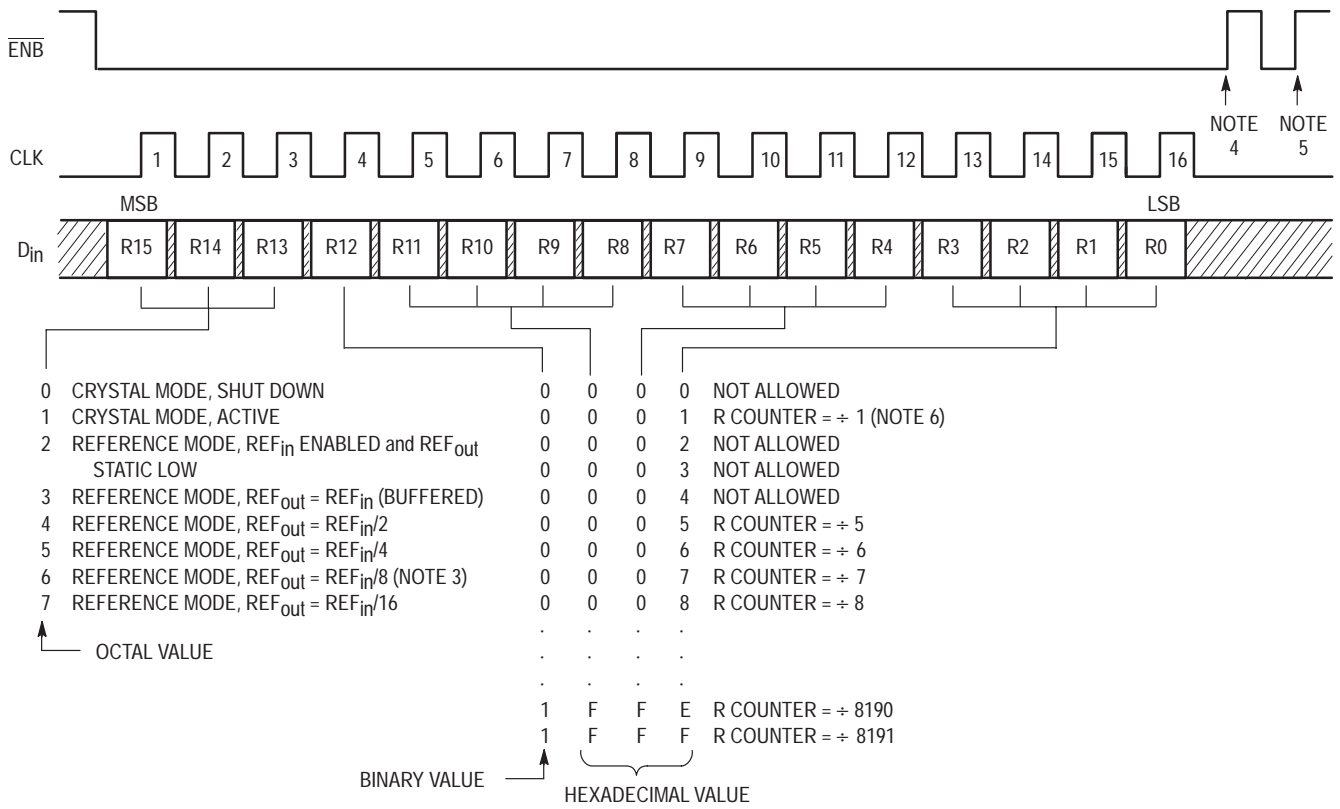 ENB
NOTE 4
NOTE 5
CLK
1 2 3 4 5 6 7 8 9 10 11 12 13 14 15 16
MSB LSB
Din R15 R14 R13 R12 R11 R10 R9 R8 R7 R6 R5 R4 R3 R2 R1 R0
0 CRYSTAL MODE, SHUT DOWN
1 CRYSTAL MODE, ACTIVE
2 REFERENCE MODE, REFin ENABLED and REFout
STATIC LOW
3 REFERENCE MODE, REFout = REFin (BUFFERED)
4 REFERENCE MODE, REFout = REFin/2
5 REFERENCE MODE, REFout = REFin/4
6 REFERENCE MODE, REFout = REFin/8 (NOTE 3)
7 REFERENCE MODE, REFout = REFin/16
OCTAL VALUE
0 0 0 0 NOT ALLOWED
0 0 0 1 R COUNTER = ÷ 1 (NOTE 6)
0 0 0 2 NOT ALLOWED
0 0 0 3 NOT ALLOWED
0 0 0 4 NOT ALLOWED
0 0 0 5 R COUNTER = ÷ 5
0 0 0 6 R COUNTER = ÷ 6
0 0 0 7 R COUNTER = ÷ 7
0 0 0 8 R COUNTER = ÷ 8
. . . .
. . . .
. . . .
1 F F E R COUNTER = ÷ 8190
1 F F F R COUNTER = ÷ 8191
BINARY VALUE
HEXADECIMAL VALUE